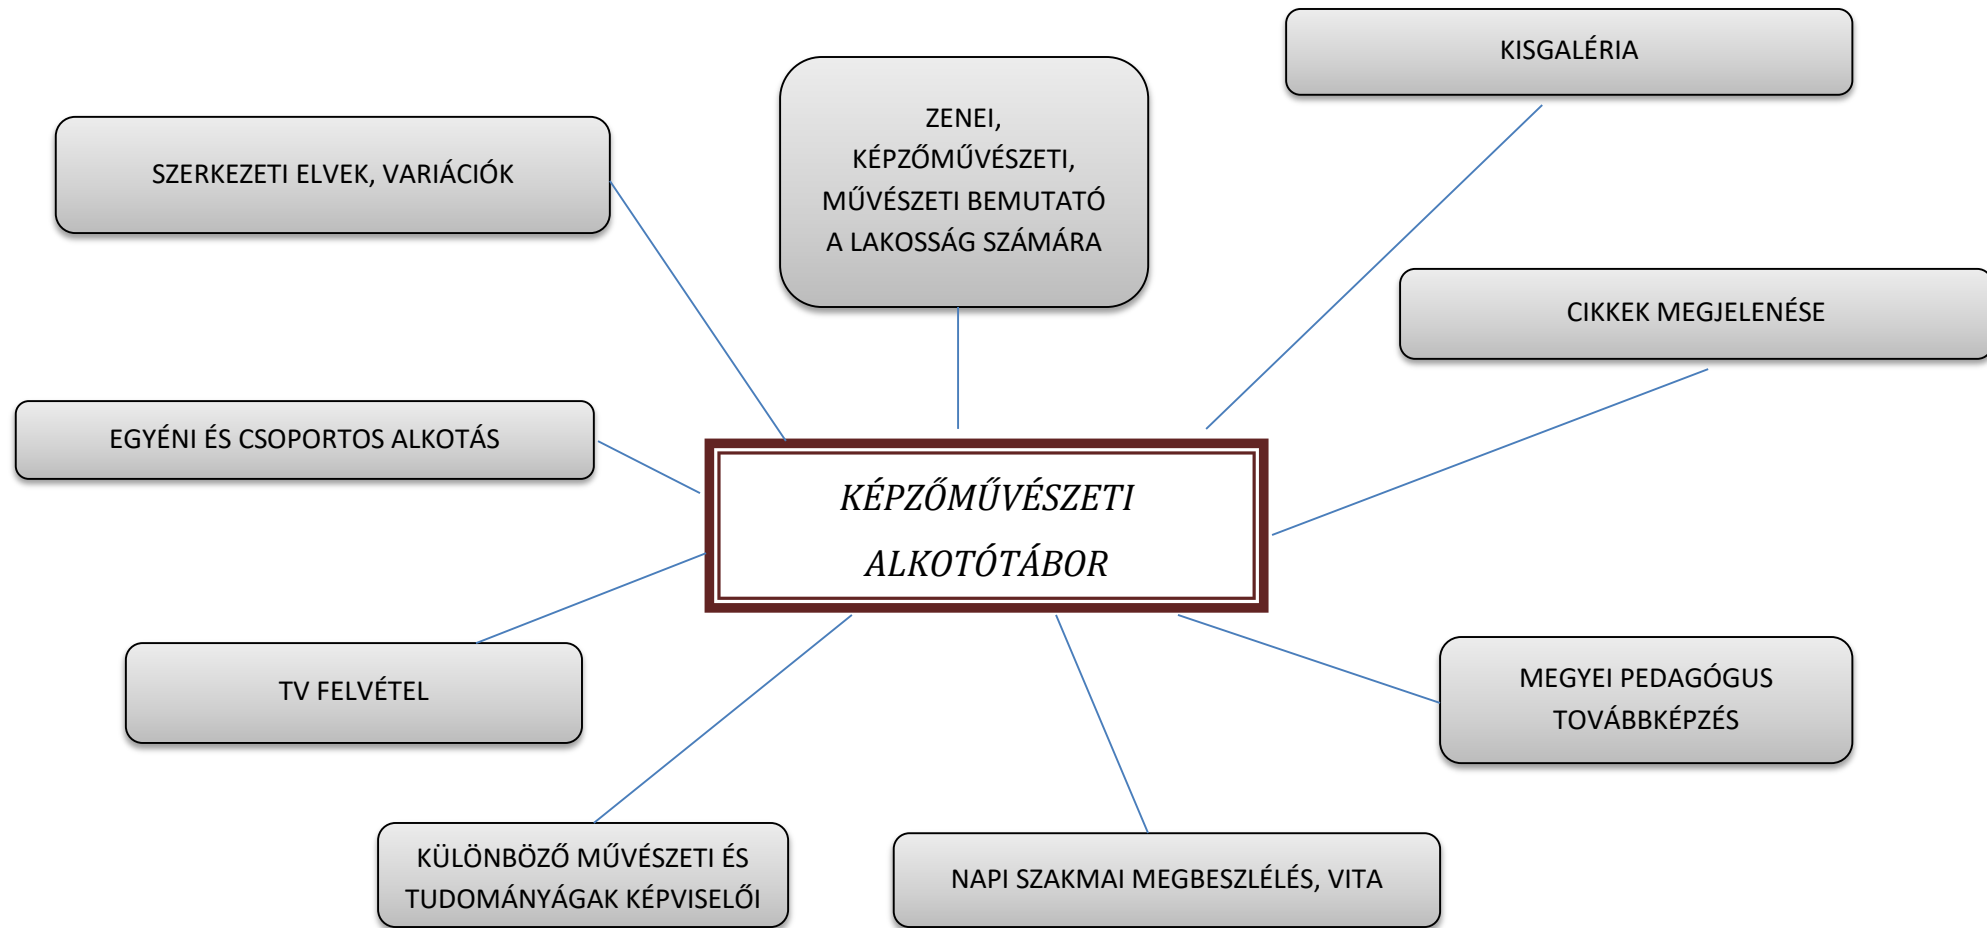 KISGALÉRIA
ZENEI,
KÉPZŐMŰVÉSZETI,
MŰVÉSZETI BEMUTATÓ
A LAKOSSÁG SZÁMÁRA
SZERKEZETI ELVEK, VARIÁCIÓK
CIKKEK MEGJELENÉSE
EGYÉNI ÉS CSOPORTOS ALKOTÁS
KÉPZŐMŰVÉSZETI
ALKOTÓTÁBOR
TV FELVÉTEL
MEGYEI PEDAGÓGUS
TOVÁBBKÉPZÉS
KÜLÖNBÖZŐ MŰVÉSZETI ÉS
TUDOMÁNYÁGAK KÉPVISELŐI
NAPI SZAKMAI MEGBESZLÉLÉS, VITA